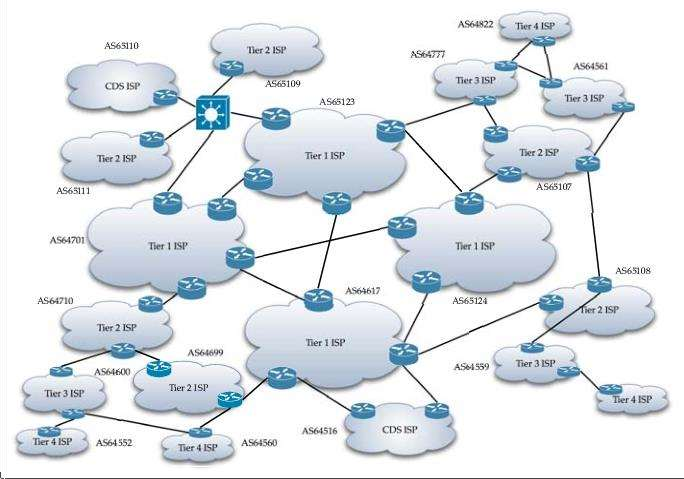 AS64822
Tier 4 ISP
AS65110
Tier 2 ISP
AS64777
AS64561
Tier 3 ISP
CDS ISP
AS65109
Tier 3 ISP
AS65123
Tier 2 ISP
Tier 1 ISP
Tier 2 ISP
AS65111
AS65107
AS64701
Tier 1 ISP
Tier 1 ISP
AS65108
AS64617
AS64710
AS65124
Tier 2 ISP
Tier 2 ISP
Tier 1 ISP
AS64699
AS64559
Tier 3 ISP
AS64600
Tier 2 ISP
Tier 3 ISP
Tier 4 ISP
AS64516
CDS ISP
Tier 4 ISP
AS64552
Tier 4 ISP
AS64560